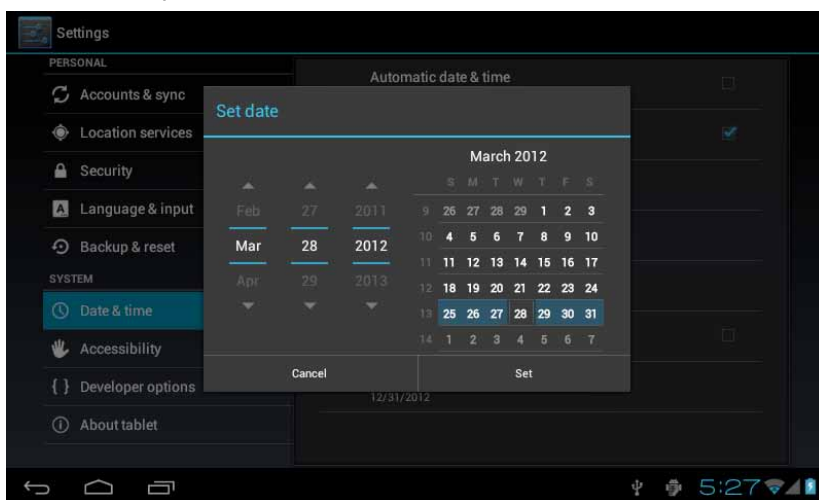 Settings
PERSONAL
Accounts & sync
Location services
Security
Language & input
Backup & reset
SYSTEM
Date & time
Accessibility
{ } Developer options
About tablet
Automatic date & time
Set date
Feb 27 2011
Mar 28 2012
Apr 29 2013
March 2012
S M T W T F S
9 26 27 28 29 1 2 3
10 4 5 6 7 8 9 10
11 11 12 13 14 15 16 17
12 18 19 20 21 22 23 24
13 25 26 27 28 29 30 31
14 1 2 3 4 5 6 7
Cancel Set
12/31/2012
5:27